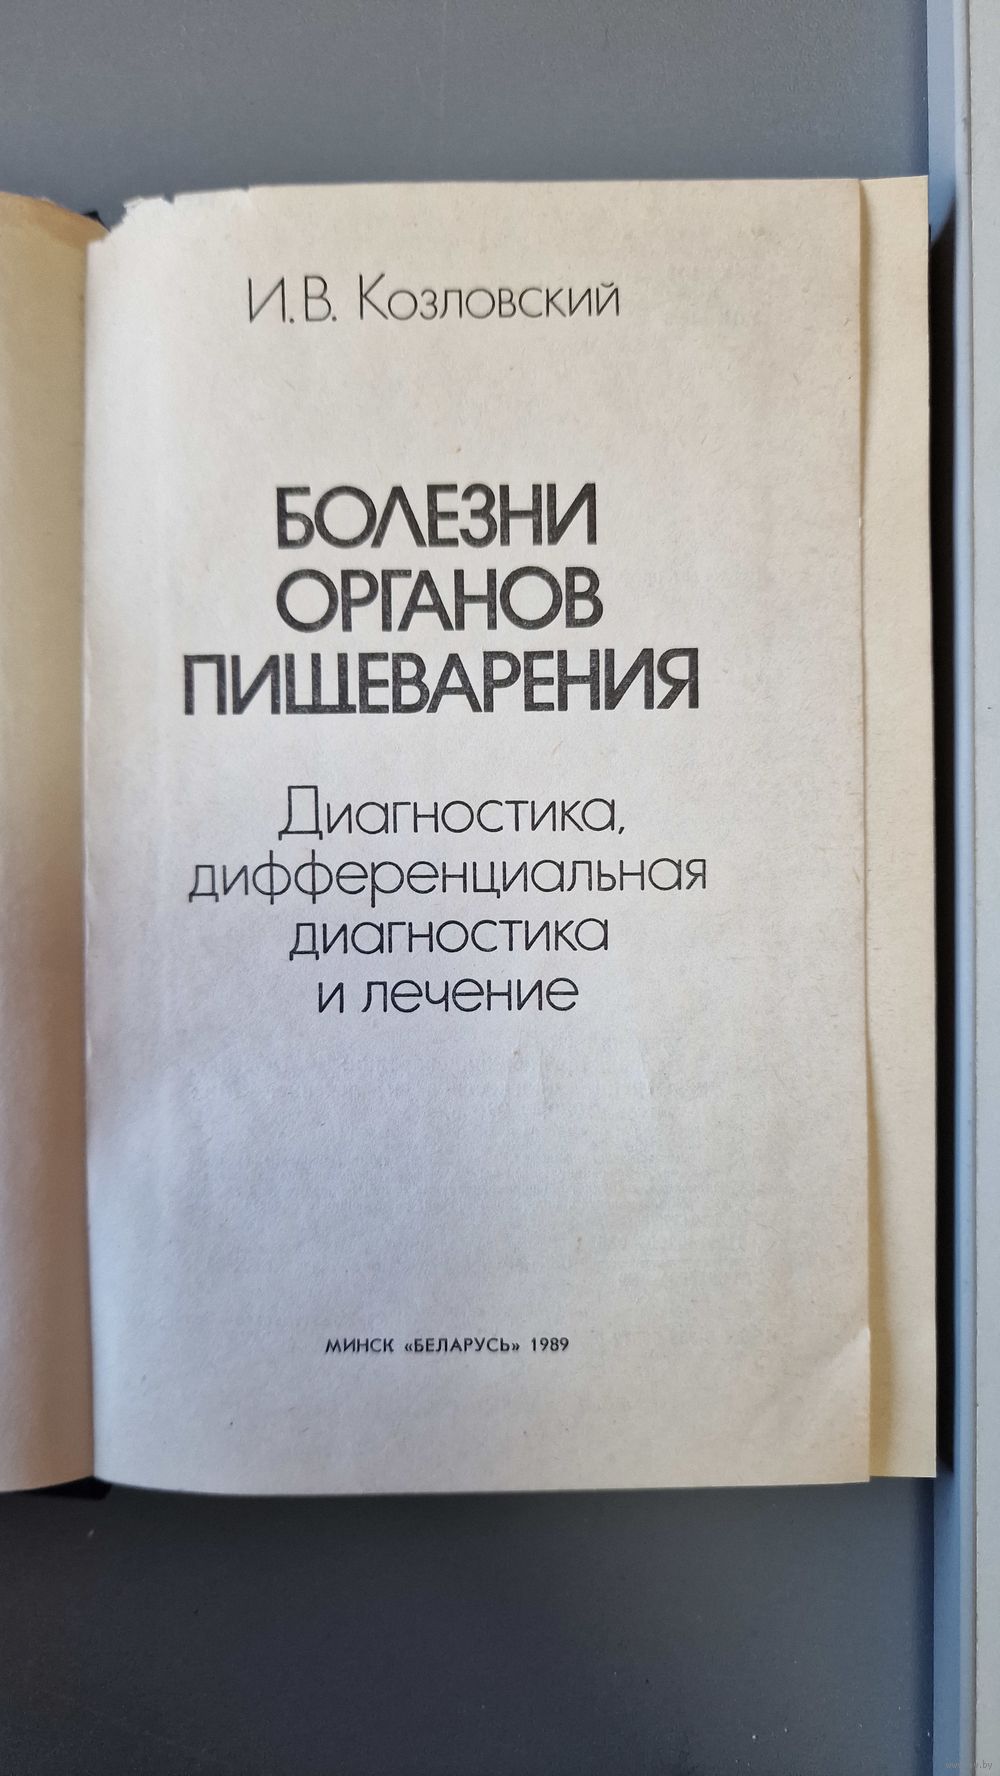 И.В. Козловский
БОЛЕЗНИ
ОРГАНОВ
ПИЩЕВАРЕНИЯ
Диагностика,
дифференциальная
диагностика
и лечение
МИНСК «БЕЛАРУСЬ» 1989